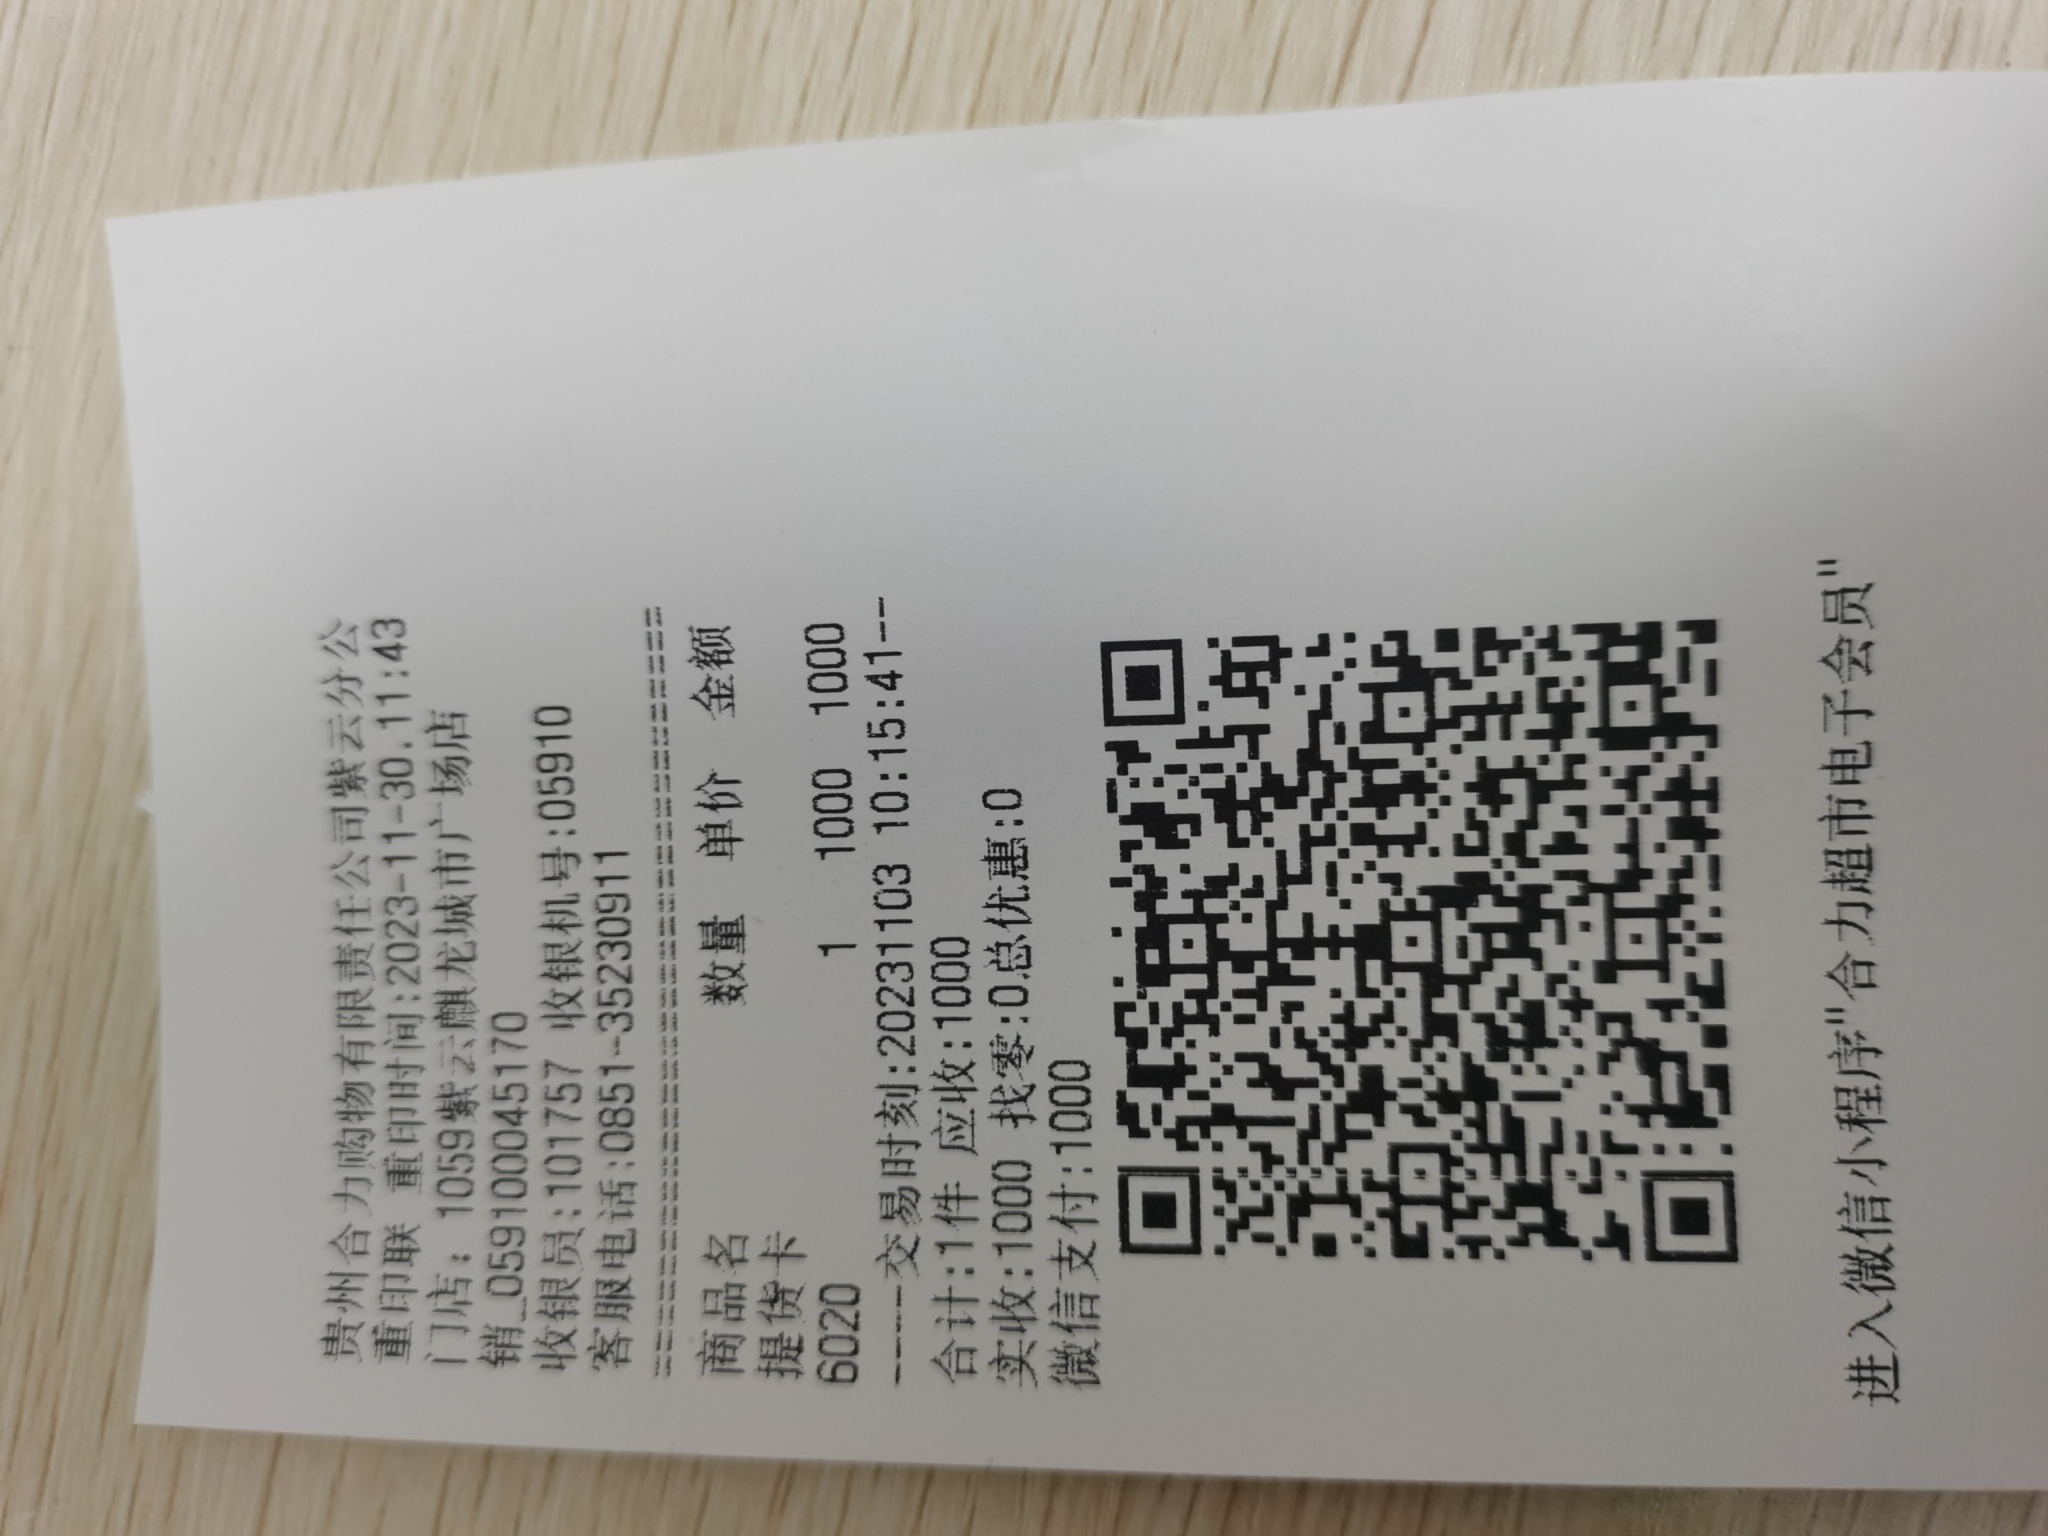 贵州合力购物有限责任公司紫云分公
重印联 重印时间:2023-11-30.11:43
门店: 1059紫云麒龙城市广场店
销_059100045170
收银员:101757 收银机号:05910
客服电话:0851-35230911
================================
商品名 数量 单价 金额
提货卡
6020 1 1000 1000
----交易时刻:20231103 10:15:41--
合计:1件 应收:1000
实收:1000 找零:0总优惠:0
微信支付:1000
进入微信小程序"合力超市电子会员"